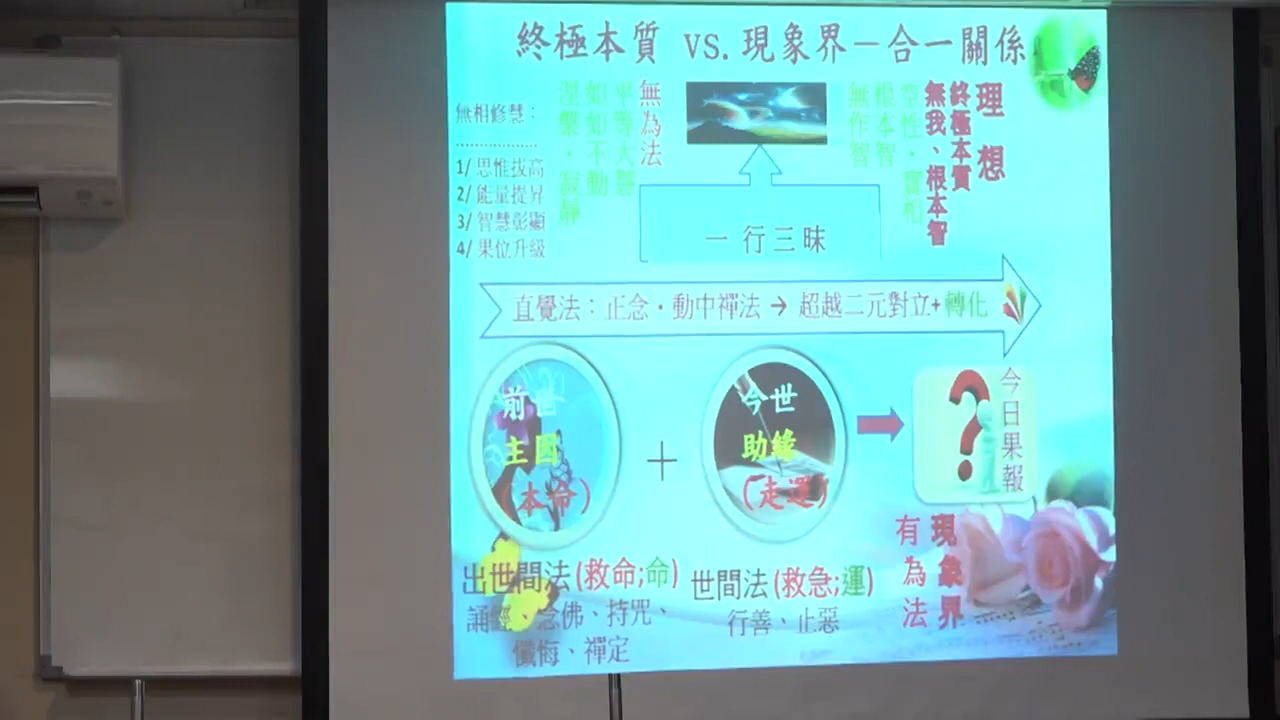 終極本質 vs. 現象界－合一關係
無相修慧：
1/ 思惟拔高
2/ 能量提昇
3/ 智慧彰顯
4/ 果位升級
理想
終極本質
無我、根本智
空性·實相
根本智
無作智
無為法
平等大慧
如如不動
涅槃·寂靜
一行三昧
直覺法：正念·動中禪法 → 超越二元對立+轉化
前世
主因
(本命)
+
今世
助緣
(走運)
今日果報
?
出世間法(救命;命)
誦經、念佛、持咒、
懺悔、禪定
世間法(救急;運)
行善、止惡
現象界
有為法